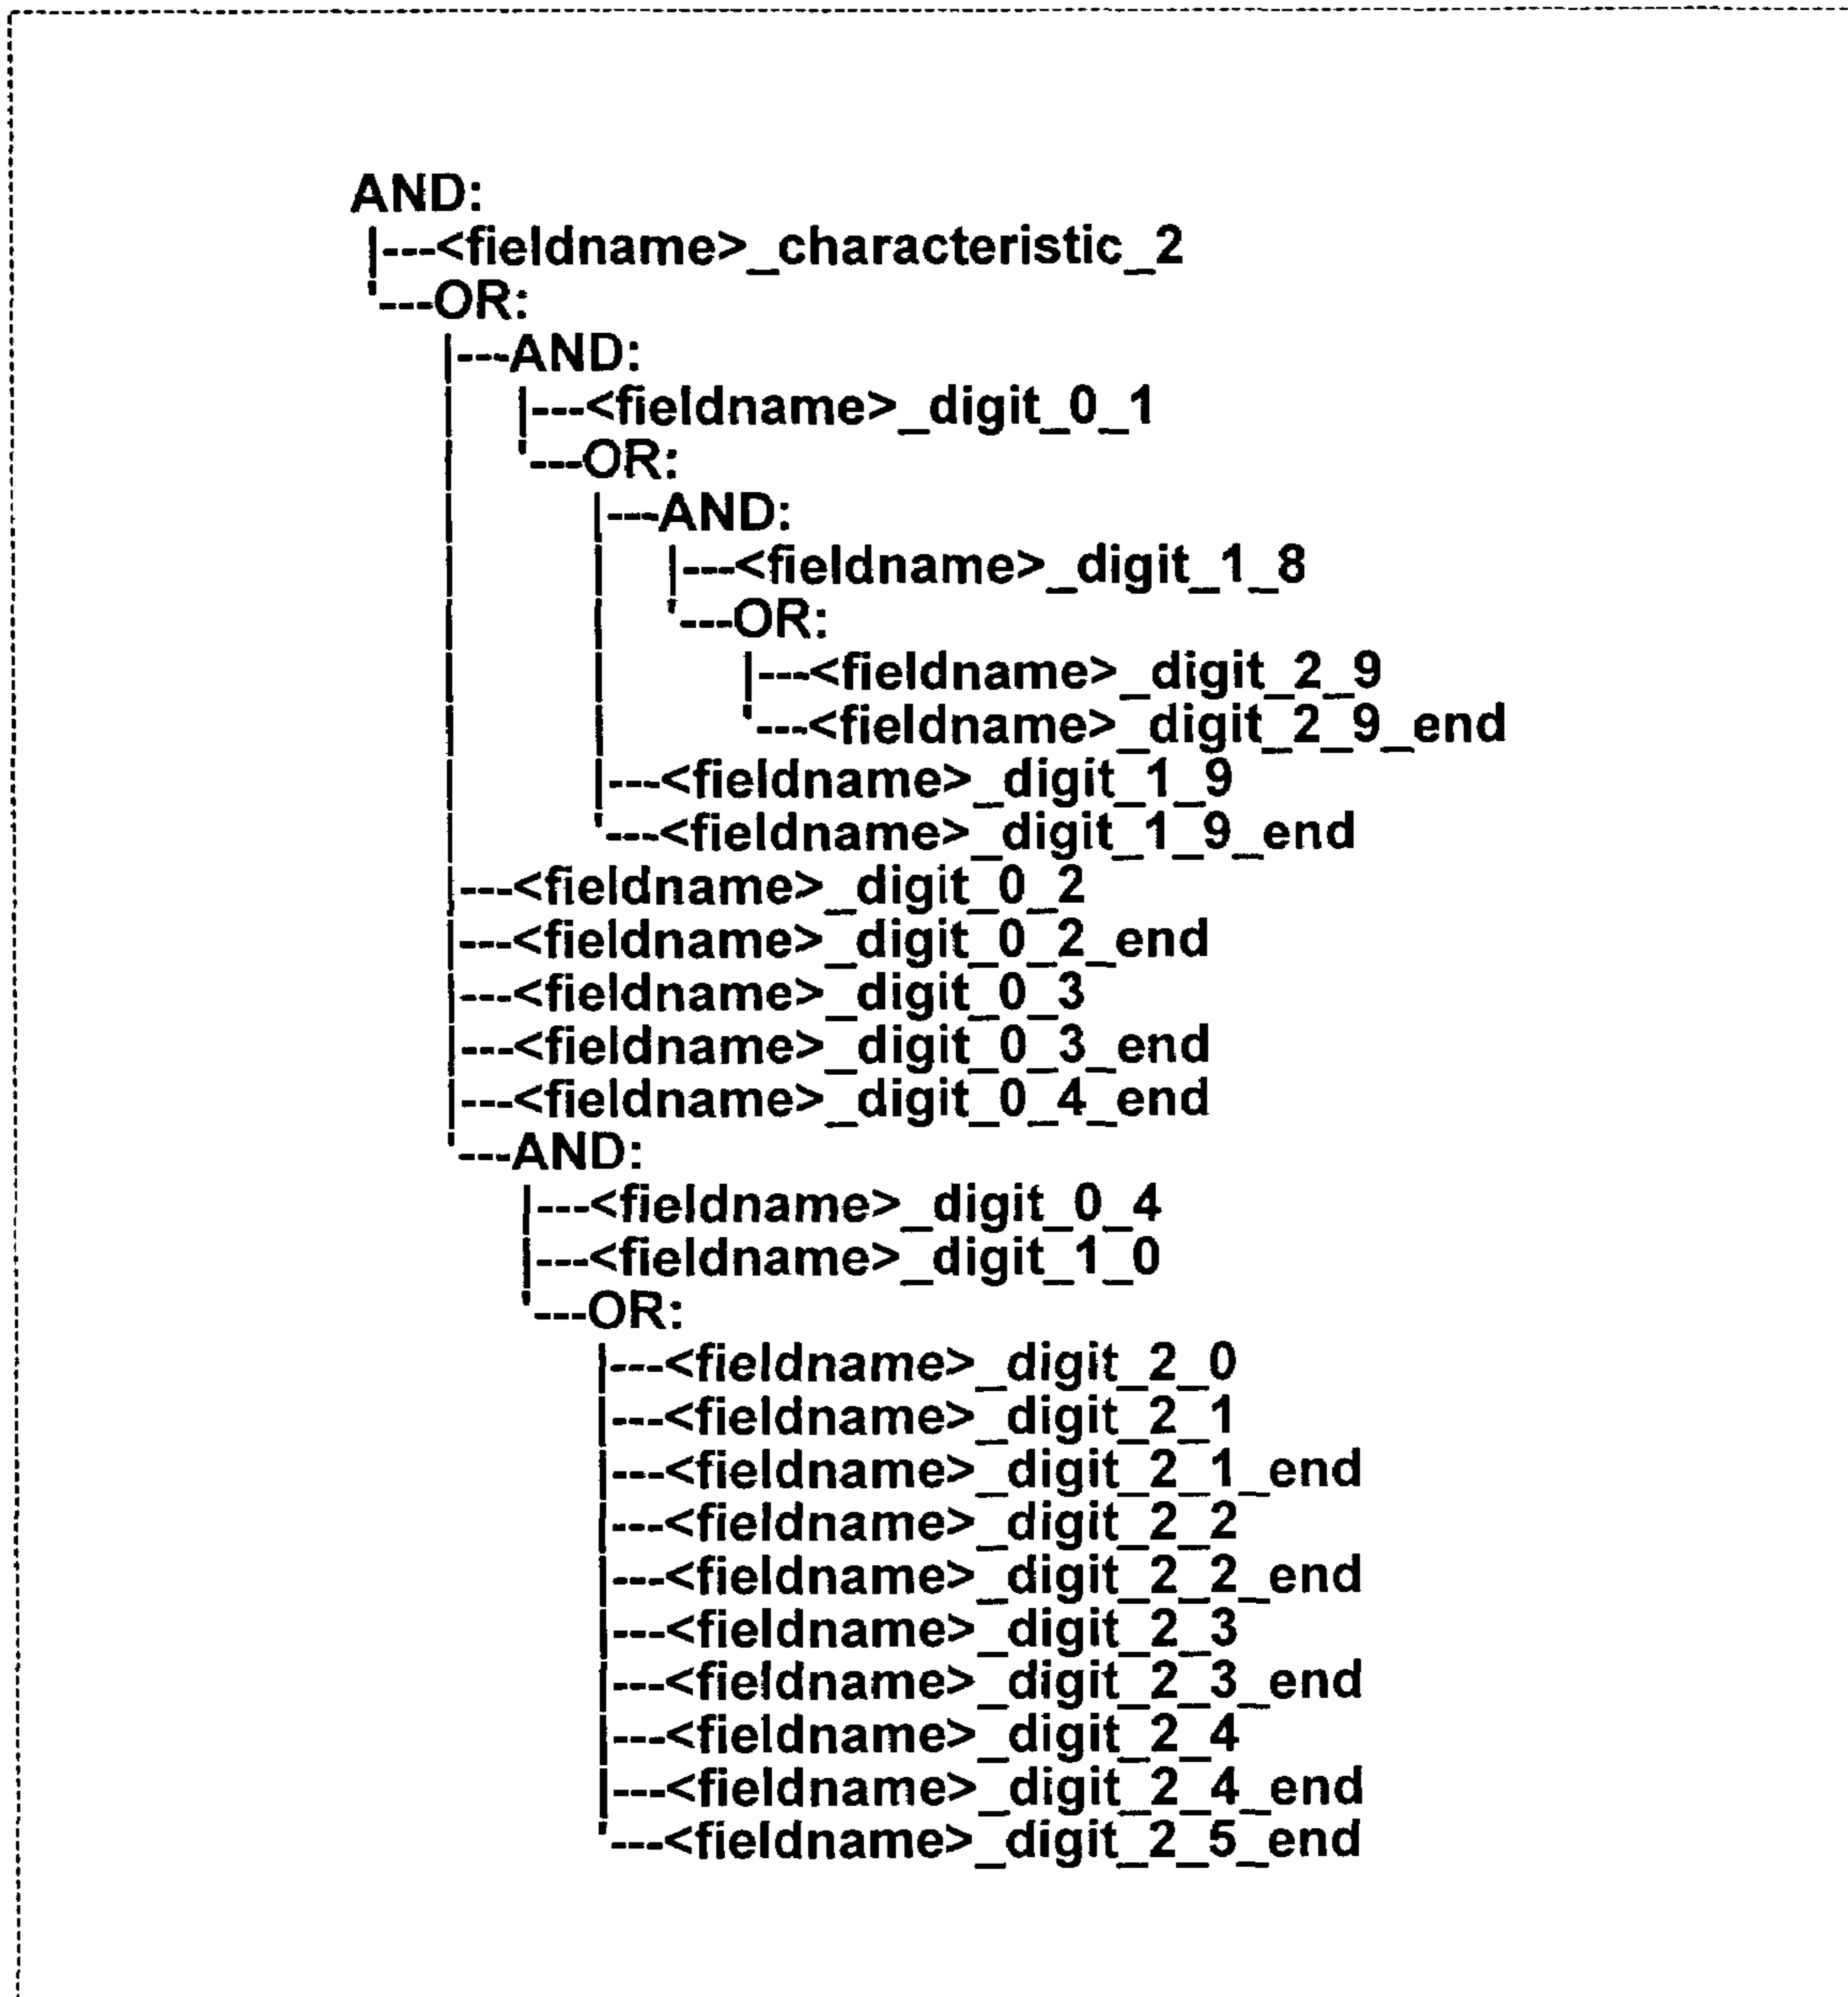 AND:
|---<fieldname>_characteristic_2
'---OR:
|---AND:
| |---<fieldname>_digit_0_1
| '---OR:
| |---AND:
| | |---<fieldname>_digit_1_8
| | '---OR:
| | |---<fieldname>_digit_2_9
| | '---<fieldname>_digit_2_9_end
| |---<fieldname>_digit_1_9
| '---<fieldname>_digit_1_9_end
|---<fieldname>_digit_0_2
|---<fieldname>_digit_0_2_end
|---<fieldname>_digit_0_3
|---<fieldname>_digit_0_3_end
|---<fieldname>_digit_0_4_end
'---AND:
|---<fieldname>_digit_0_4
|---<fieldname>_digit_1_0
'---OR:
|---<fieldname>_digit_2_0
|---<fieldname>_digit_2_1
|---<fieldname>_digit_2_1_end
|---<fieldname>_digit_2_2
|---<fieldname>_digit_2_2_end
|---<fieldname>_digit_2_3
|---<fieldname>_digit_2_3_end
|---<fieldname>_digit_2_4
|---<fieldname>_digit_2_4_end
'---<fieldname>_digit_2_5_end